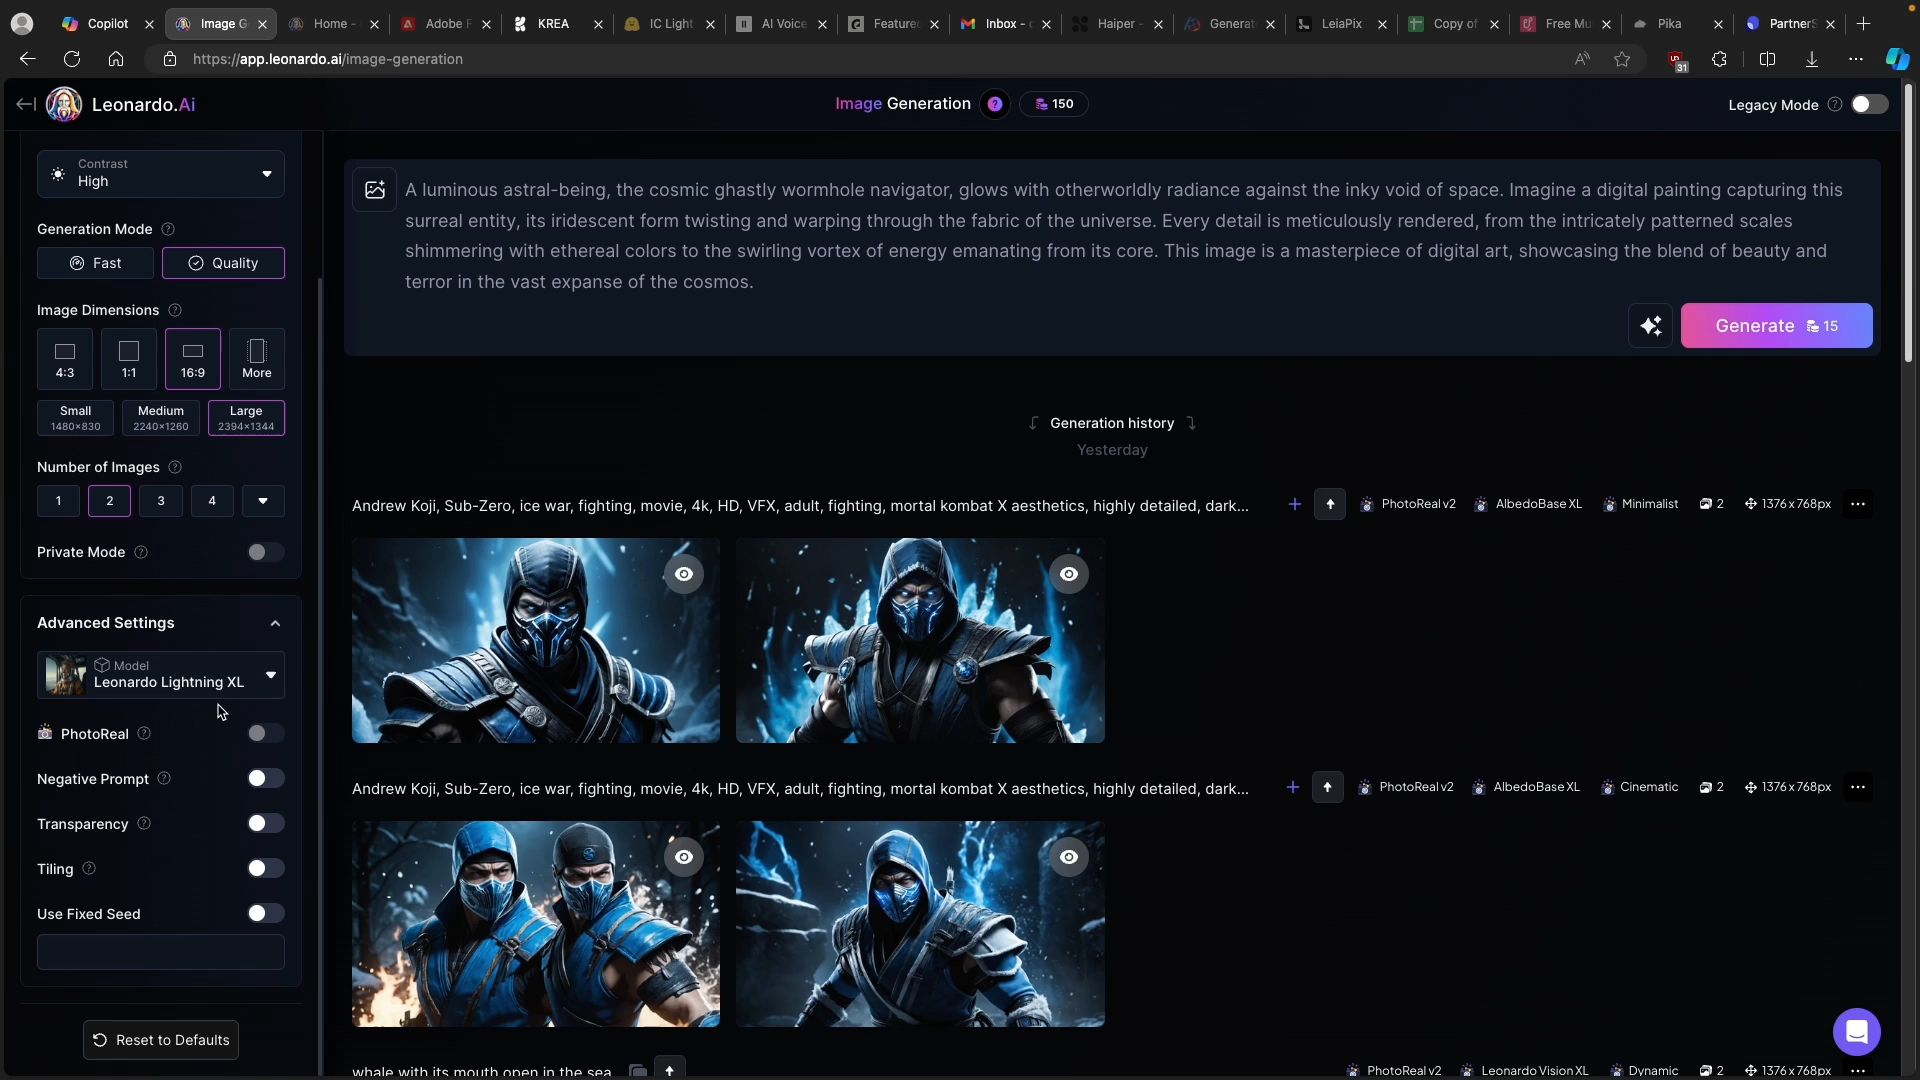 Copilot
Image G
Home -
Adobe F
KREA
IC Light
AI Voice
Featured
Inbox -
Haiper -
Generat
LeiaPix
Copy of
Free Mu
Pika
PartnerS
https://app.leonardo.ai/image-generation
31
Leonardo.Ai
Image Generation
150
Legacy Mode
Contrast
High
Generation Mode
Fast
Quality
Image Dimensions
4:3
1:1
16:9
More
Small
1480×830
Medium
2240×1260
Large
2394×1344
Number of Images
1
2
3
4
Private Mode
Advanced Settings
Model
Leonardo Lightning XL
PhotoReal
Negative Prompt
Transparency
Tiling
Use Fixed Seed
Reset to Defaults
A luminous astral-being, the cosmic ghastly wormhole navigator, glows with otherworldly radiance against the inky void of space. Imagine a digital painting capturing this
surreal entity, its iridescent form twisting and warping through the fabric of the universe. Every detail is meticulously rendered, from the intricately patterned scales
shimmering with ethereal colors to the swirling vortex of energy emanating from its core. This image is a masterpiece of digital art, showcasing the blend of beauty and
terror in the vast expanse of the cosmos.
Generate 15
Generation history
Yesterday
Andrew Koji, Sub-Zero, ice war, fighting, movie, 4k, HD, VFX, adult, fighting, mortal kombat X aesthetics, highly detailed, dark...
PhotoReal v2 AlbedoBase XL Minimalist 2 1376 x 768px
Andrew Koji, Sub-Zero, ice war, fighting, movie, 4k, HD, VFX, adult, fighting, mortal kombat X aesthetics, highly detailed, dark...
PhotoReal v2 AlbedoBase XL Cinematic 2 1376 x 768px
whale with its mouth open in the sea
PhotoReal v2 Leonardo Vision XL Dynamic 2 1376 x 768px